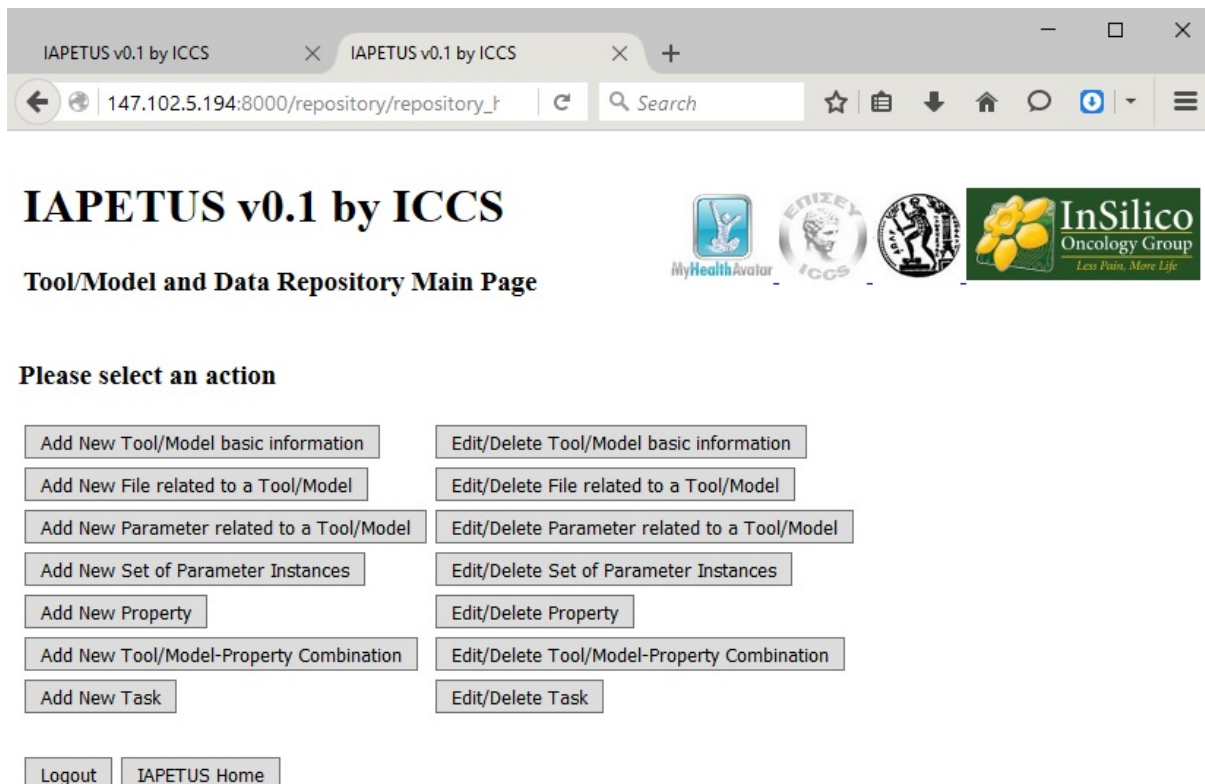 IAPETUS v0.1 by ICCS
IAPETUS v0.1 by ICCS
147.102.5.194:8000/repository/repository_h
Search
IAPETUS v0.1 by ICCS
MyHealthAvatar
ΕΠΙΣΕΥ
ICCS
InSilico
Oncology Group
Less Pain, More Life
Tool/Model and Data Repository Main Page
Please select an action
Add New Tool/Model basic information Edit/Delete Tool/Model basic information
Add New File related to a Tool/Model Edit/Delete File related to a Tool/Model
Add New Parameter related to a Tool/Model Edit/Delete Parameter related to a Tool/Model
Add New Set of Parameter Instances Edit/Delete Set of Parameter Instances
Add New Property Edit/Delete Property
Add New Tool/Model-Property Combination Edit/Delete Tool/Model-Property Combination
Add New Task Edit/Delete Task
Logout IAPETUS Home